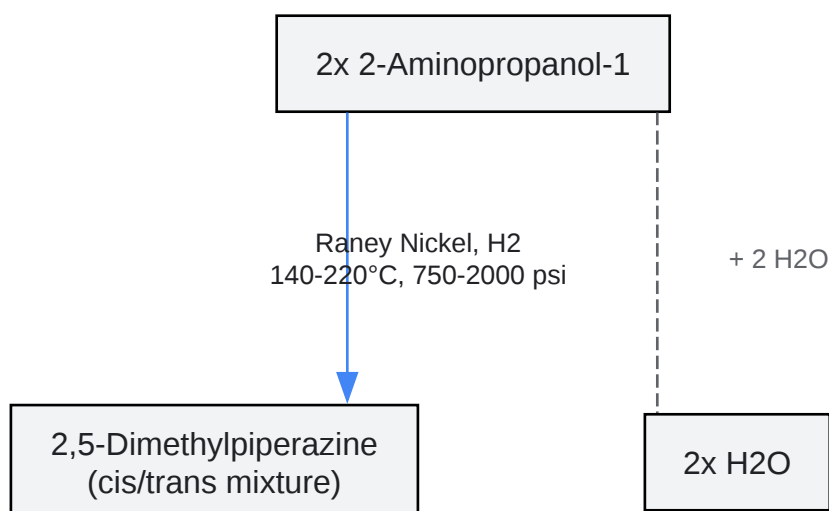 2x 2-Aminopropanol-1
Raney Nickel, H2
140-220°C, 750-2000 psi
+ 2 H2O
2,5-Dimethylpiperazine
(cis/trans mixture)
2x H2O